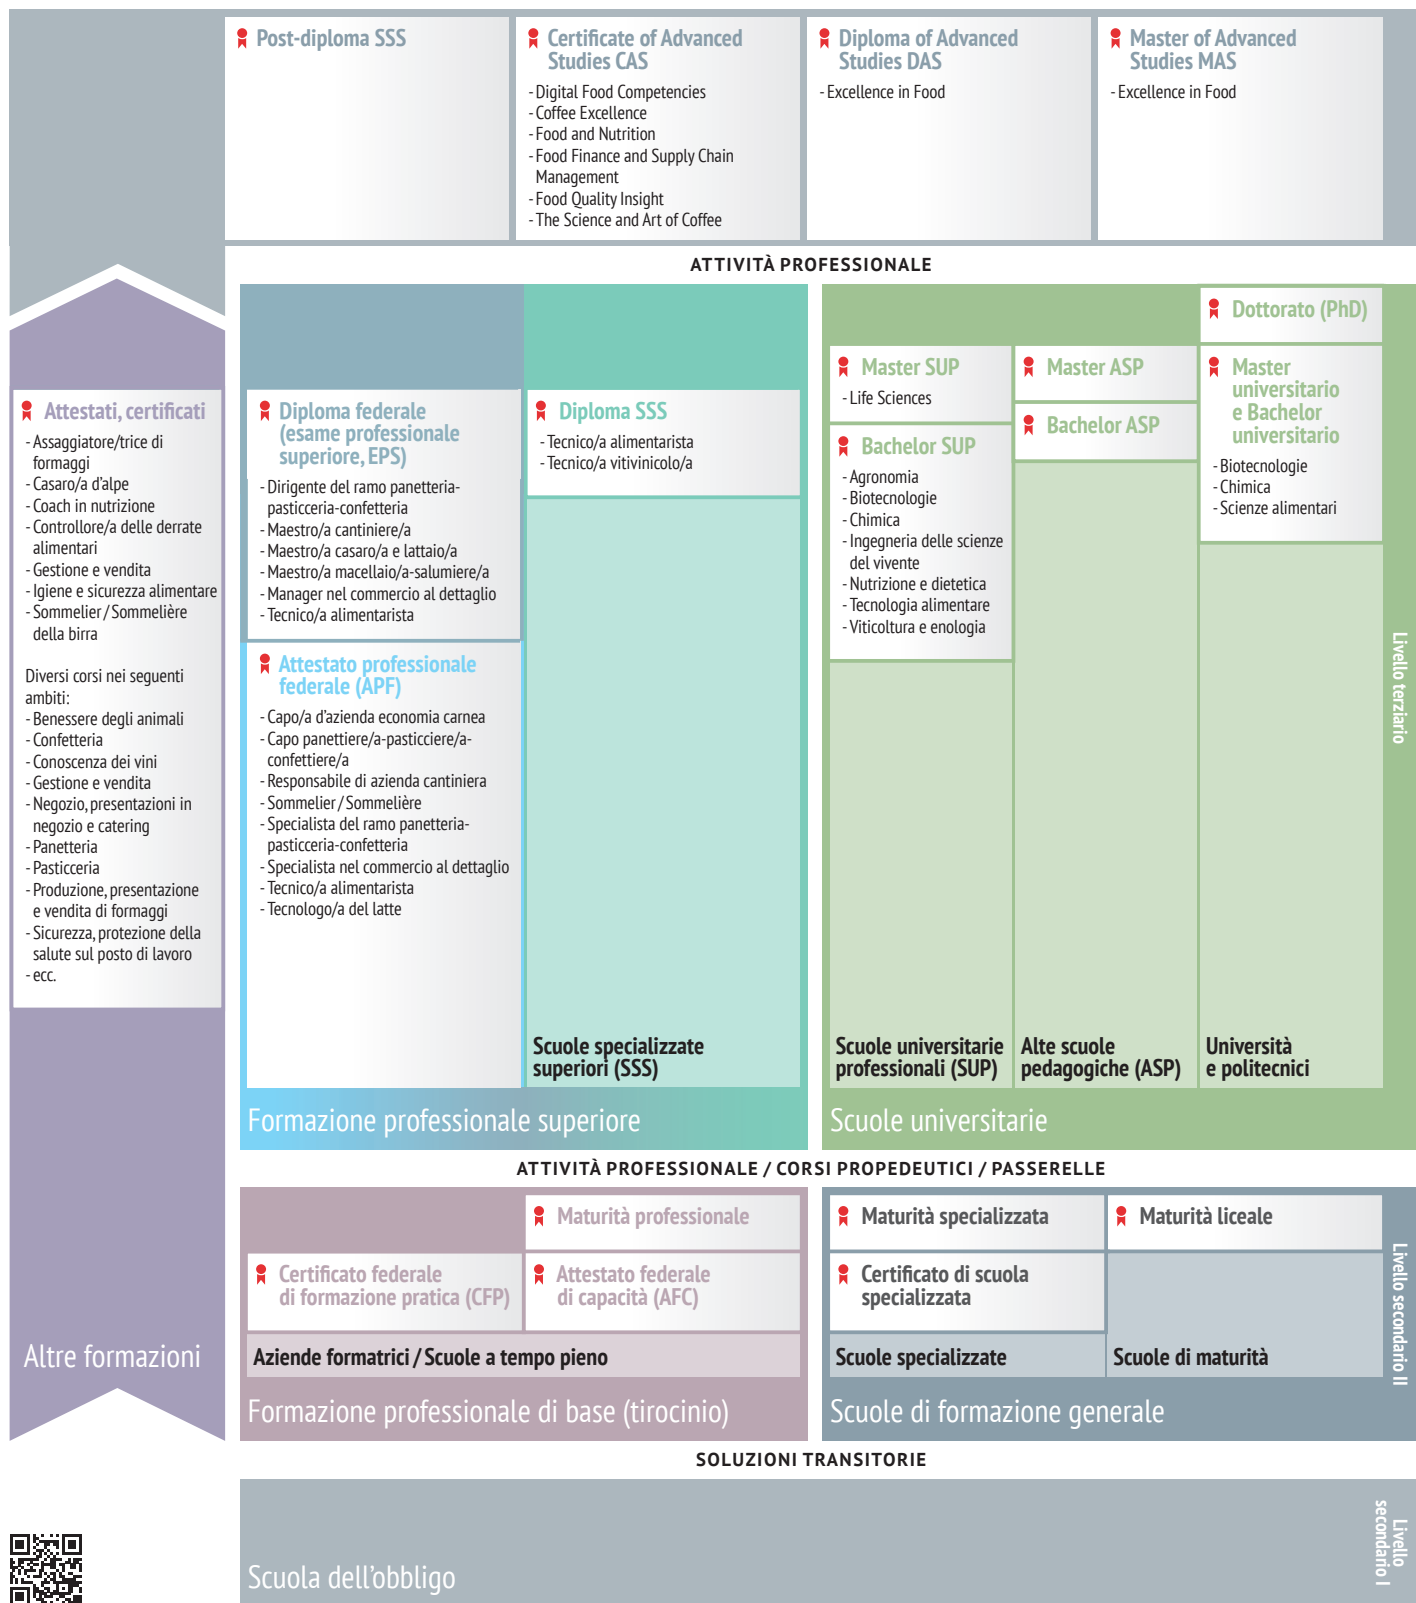 Post-diploma SSS
Certificate of Advanced
Studies CAS
- Digital Food Competencies
- Coffee Excellence
- Food and Nutrition
- Food Finance and Supply Chain
Management
- Food Quality Insight
- The Science and Art of Coffee
Diploma of Advanced
Studies DAS
- Excellence in Food
Master of Advanced
Studies MAS
- Excellence in Food
ATTIVITÀ PROFESSIONALE
Attestati, certificati
- Assaggiatore/trice di
formaggi
- Casaro/a d'alpe
- Coach in nutrizione
- Controllore/a delle derrate
alimentari
- Gestione e vendita
- Igiene e sicurezza alimentare
- Sommelier / Sommelière
della birra
Diversi corsi nei seguenti
ambiti:
- Benessere degli animali
- Confetteria
- Conoscenza dei vini
- Gestione e vendita
- Negozio, presentazioni in
negozio e catering
- Panetteria
- Pasticceria
- Produzione, presentazione
e vendita di formaggi
- Sicurezza, protezione della
salute sul posto di lavoro
- ecc.
Altre formazioni
Diploma federale
(esame professionale
superiore, EPS)
- Dirigente del ramo panetteria-
pasticceria-confetteria
- Maestro/a cantiniere/a
- Maestro/a casaro/a e lattaio/a
- Maestro/a macellaio/a-salumiere/a
- Manager nel commercio al dettaglio
- Tecnico/a alimentarista
Attestato professionale
federale (APF)
- Capo/a d'azienda economia carnea
- Capo panettiere/a-pasticciere/a-
confettiere/a
- Responsabile di azienda cantiniera
- Sommelier / Sommelière
- Specialista del ramo panetteria-
pasticceria-confetteria
- Specialista nel commercio al dettaglio
- Tecnico/a alimentarista
- Tecnologo/a del latte
Diploma SSS
- Tecnico/a alimentarista
- Tecnico/a vitivinicolo/a
Scuole specializzate
superiori (SSS)
Formazione professionale superiore
Master SUP
- Life Sciences
Bachelor SUP
- Agronomia
- Biotecnologie
- Chimica
- Ingegneria delle scienze
del vivente
- Nutrizione e dietetica
- Tecnologia alimentare
- Viticoltura e enologia
Scuole universitarie
professionali (SUP)
Master ASP
Bachelor ASP
Alte scuole
pedagogiche (ASP)
Dottorato (PhD)
Master
universitario
e Bachelor
universitario
- Biotecnologie
- Chimica
- Scienze alimentari
Università
e politecnici
Scuole universitarie
Livello terziario
ATTIVITÀ PROFESSIONALE / CORSI PROPEDEUTICI / PASSERELLE
Maturità professionale
Certificato federale
di formazione pratica (CFP)
Attestato federale
di capacità (AFC)
Aziende formatrici / Scuole a tempo pieno
Formazione professionale di base (tirocinio)
Maturità specializzata
Certificato di scuola
specializzata
Scuole specializzate
Maturità liceale
Scuole di maturità
Scuole di formazione generale
Livello secondario II
SOLUZIONI TRANSITORIE
Scuola dell'obbligo
Livello
secondario I